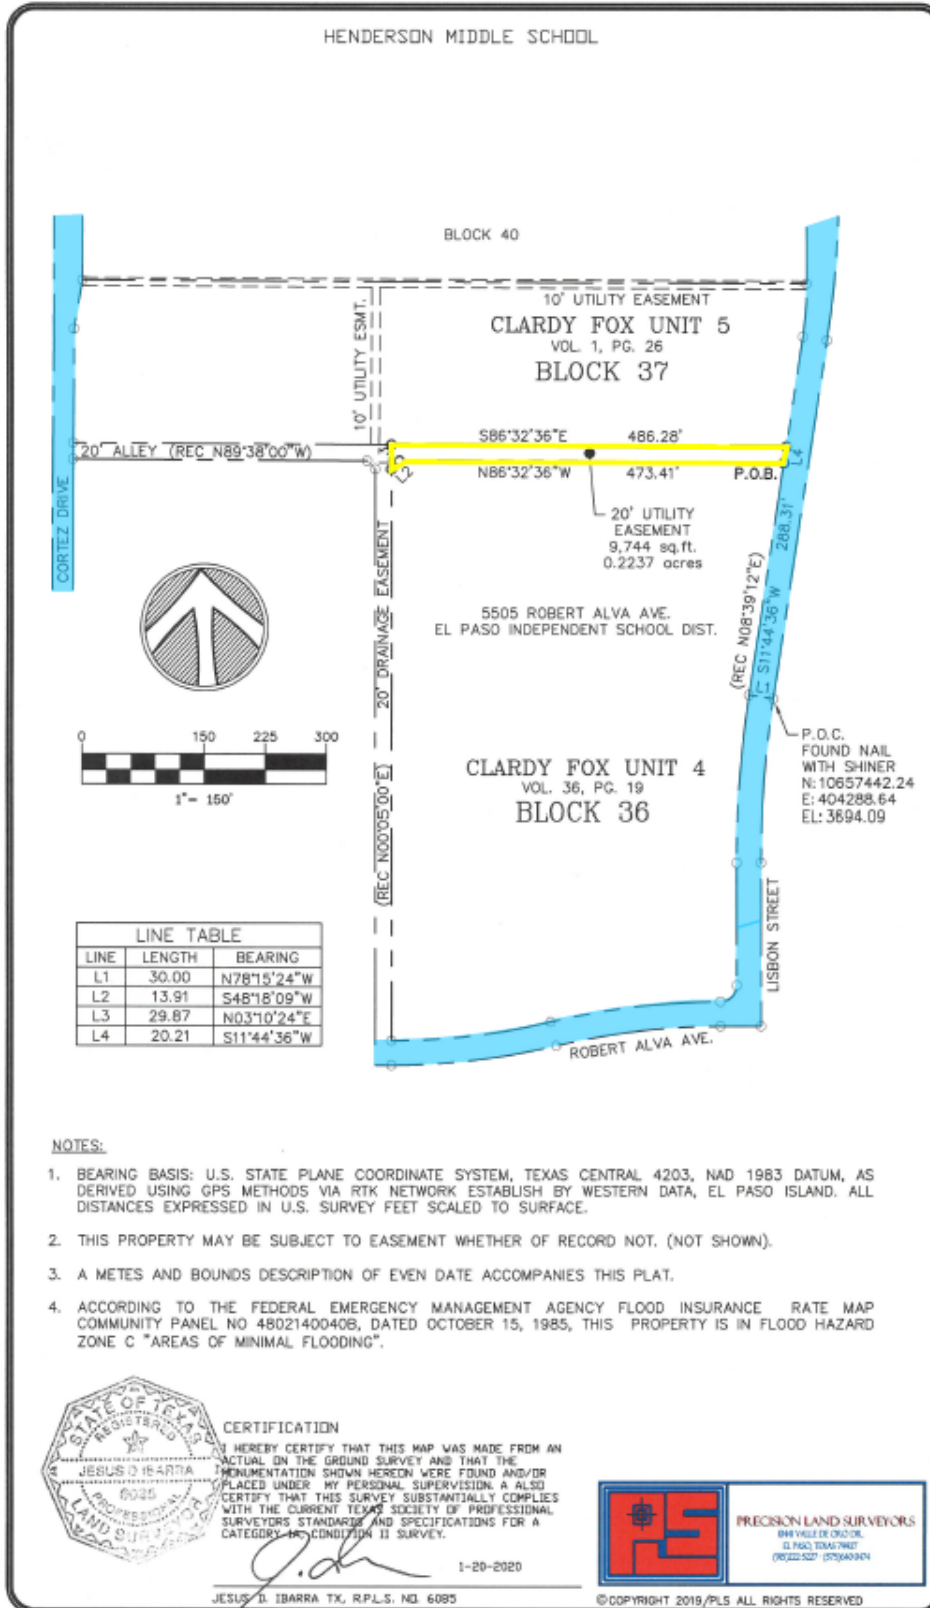 HENDERSON MIDDLE SCHOOL
BLOCK 40
10' UTILITY EASEMENT
CLARDY FOX UNIT 5
VOL. 1, PG. 26
BLOCK 37
10' UTILITY ESMT.
S86°32'36"E 486.28'
20' ALLEY (REC N89°38'00"W)
N86°32'36"W 473.41' P.O.B.
L2
L4
CORTEZ DRIVE
20' UTILITY
EASEMENT
9,744 sq.ft.
0.2237 acres
20' DRAINAGE EASEMENT
(REC N00°05'00"E)
5505 ROBERT ALVA AVE.
EL PASO INDEPENDENT SCHOOL DIST.
(REC N08°39'12"E)
S11°44'36"W 288.31'
L1
0 150 225 300
1"= 150'
P.O.C.
FOUND NAIL
WITH SHINER
N: 10657442.24
E: 404288.64
EL: 3694.09
CLARDY FOX UNIT 4
VOL. 36, PG. 19
BLOCK 36
LISBON STREET
ROBERT ALVA AVE.
LINE TABLE
LINE LENGTH BEARING
L1 30.00 N78°15'24"W
L2 13.91 S48°18'09"W
L3 29.87 N03°10'24"E
L4 20.21 S11°44'36"W
NOTES:
1. BEARING BASIS: U.S. STATE PLANE COORDINATE SYSTEM, TEXAS CENTRAL 4203, NAD 1983 DATUM, AS
DERIVED USING GPS METHODS VIA RTK NETWORK ESTABLISH BY WESTERN DATA, EL PASO ISLAND. ALL
DISTANCES EXPRESSED IN U.S. SURVEY FEET SCALED TO SURFACE.
2. THIS PROPERTY MAY BE SUBJECT TO EASEMENT WHETHER OF RECORD NOT. (NOT SHOWN).
3. A METES AND BOUNDS DESCRIPTION OF EVEN DATE ACCOMPANIES THIS PLAT.
4. ACCORDING TO THE FEDERAL EMERGENCY MANAGEMENT AGENCY FLOOD INSURANCE RATE MAP
COMMUNITY PANEL NO 4802140040B, DATED OCTOBER 15, 1985, THIS PROPERTY IS IN FLOOD HAZARD
ZONE C "AREAS OF MINIMAL FLOODING".
STATE OF TEXAS
REGISTERED
JESUS D IBARRA
6085
PROFESSIONAL
LAND SURVEYOR
CERTIFICATION
I HEREBY CERTIFY THAT THIS MAP WAS MADE FROM AN
ACTUAL ON THE GROUND SURVEY AND THAT THE
MONUMENTATION SHOWN HEREON WERE FOUND AND/OR
PLACED UNDER MY PERSONAL SUPERVISION. A ALSO
CERTIFY THAT THIS SURVEY SUBSTANTIALLY COMPLIES
WITH THE CURRENT TEXAS SOCIETY OF PROFESSIONAL
SURVEYORS STANDARDS AND SPECIFICATIONS FOR A
CATEGORY 1A, CONDITION II SURVEY.
1-20-2020
JESUS D. IBARRA TX, R.P.L.S. NO. 6085
PRECISION LAND SURVEYORS
VALLE DE ORO DR.
EL PASO, TEXAS 79927
©COPYRIGHT 2019/PLS ALL RIGHTS RESERVED